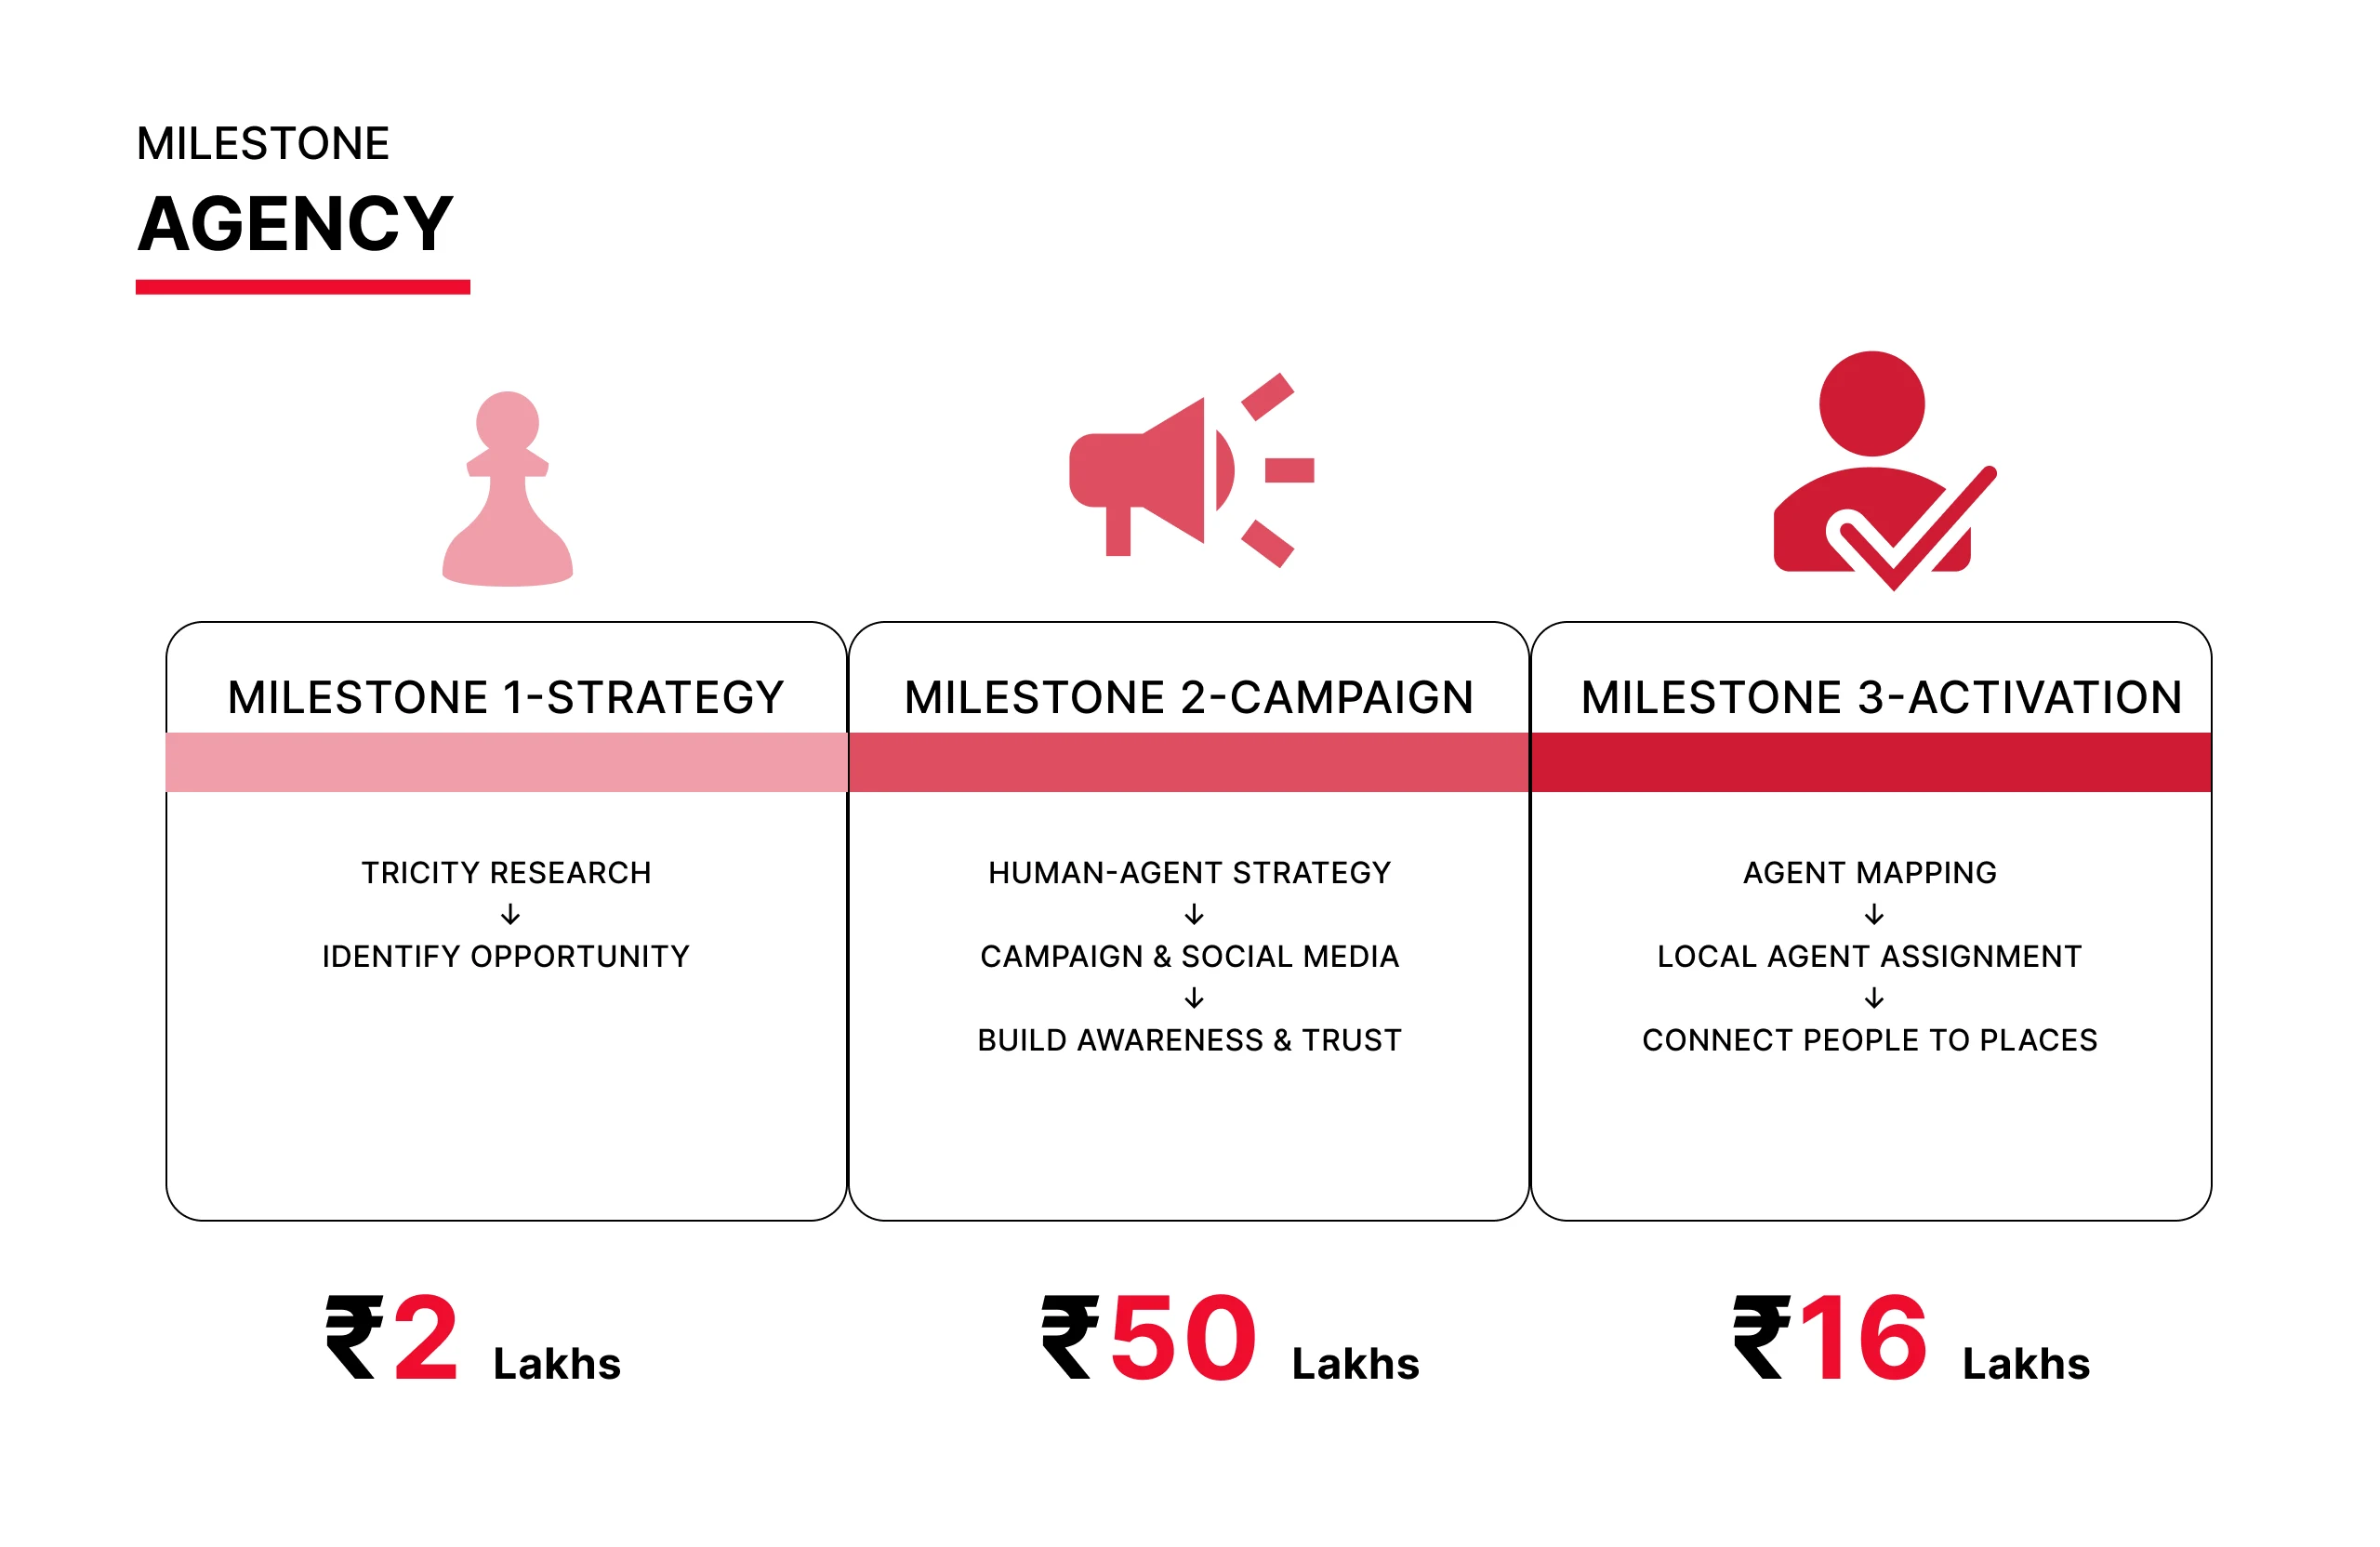 MILESTONE
AGENCY
MILESTONE 1-STRATEGY
TRICITY RESEARCH
↓
IDENTIFY OPPORTUNITY
₹2 Lakhs
MILESTONE 2-CAMPAIGN
HUMAN-AGENT STRATEGY
↓
CAMPAIGN & SOCIAL MEDIA
↓
BUILD AWARENESS & TRUST
₹50 Lakhs
MILESTONE 3-ACTIVATION
AGENT MAPPING
↓
LOCAL AGENT ASSIGNMENT
↓
CONNECT PEOPLE TO PLACES
₹16 Lakhs